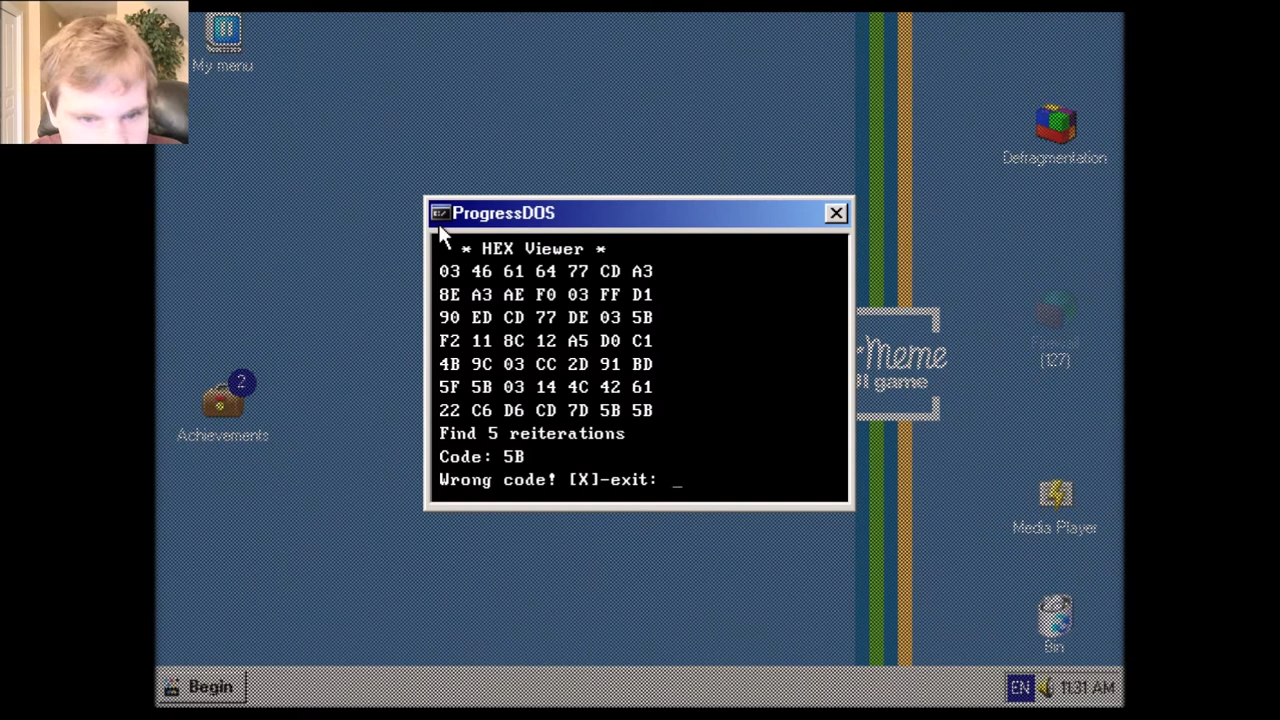 My menu
Defragmentation
ProgressDOS
* HEX Viewer *
03 46 61 64 77 CD A3
8E A3 AE F0 03 FF D1
90 ED CD 77 DE 03 5B
F2 11 8C 12 A5 D0 C1
4B 9C 03 CC 2D 91 BD
5F 5B 03 14 4C 42 61
22 C6 D6 CD 7D 5B 5B
Find 5 reiterations
Code: 5B
Wrong code! [X]-exit: _
Firewall
(127)
Meme
game
2
Achievements
Media Player
Bin
Begin
EN
11:31 AM